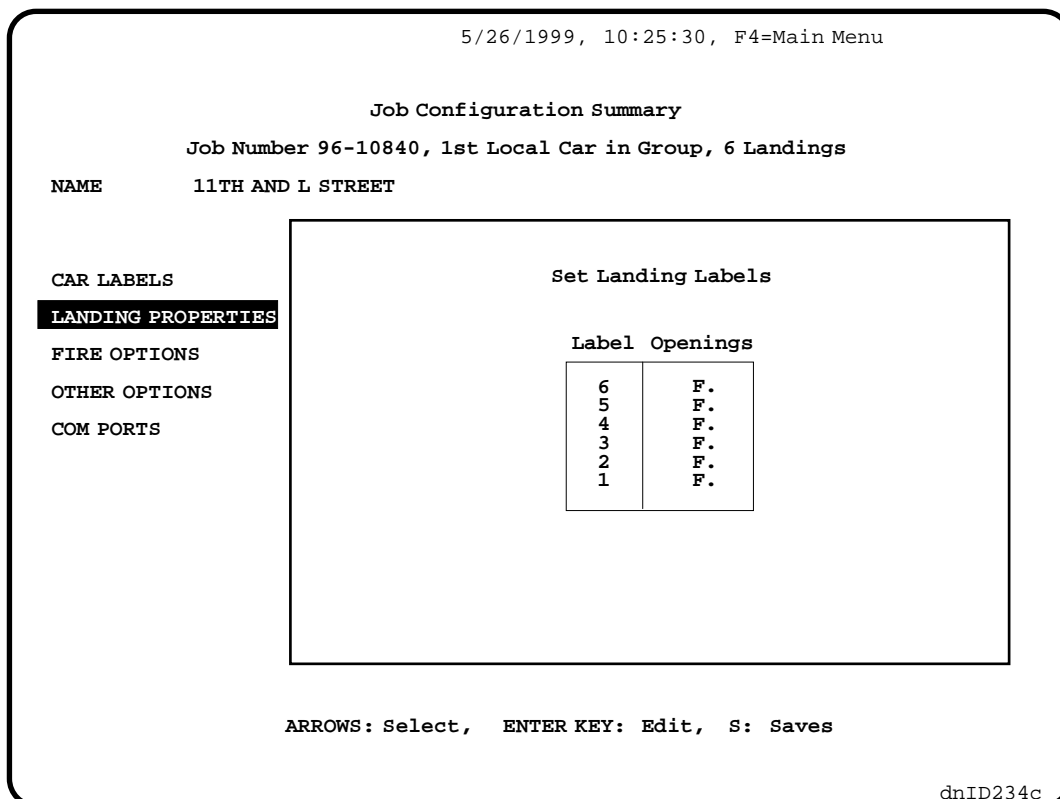 5/26/1999, 10:25:30, F4=Main Menu
Job Configuration Summary
Job Number 96-10840, 1st Local Car in Group, 6 Landings
NAME 11TH AND L STREET
CAR LABELS
LANDING PROPERTIES
FIRE OPTIONS
OTHER OPTIONS
COM PORTS
Set Landing Labels
Label Openings
6 F.
5 F.
4 F.
3 F.
2 F.
1 F.
ARROWS: Select, ENTER KEY: Edit, S: Saves
dnID234c